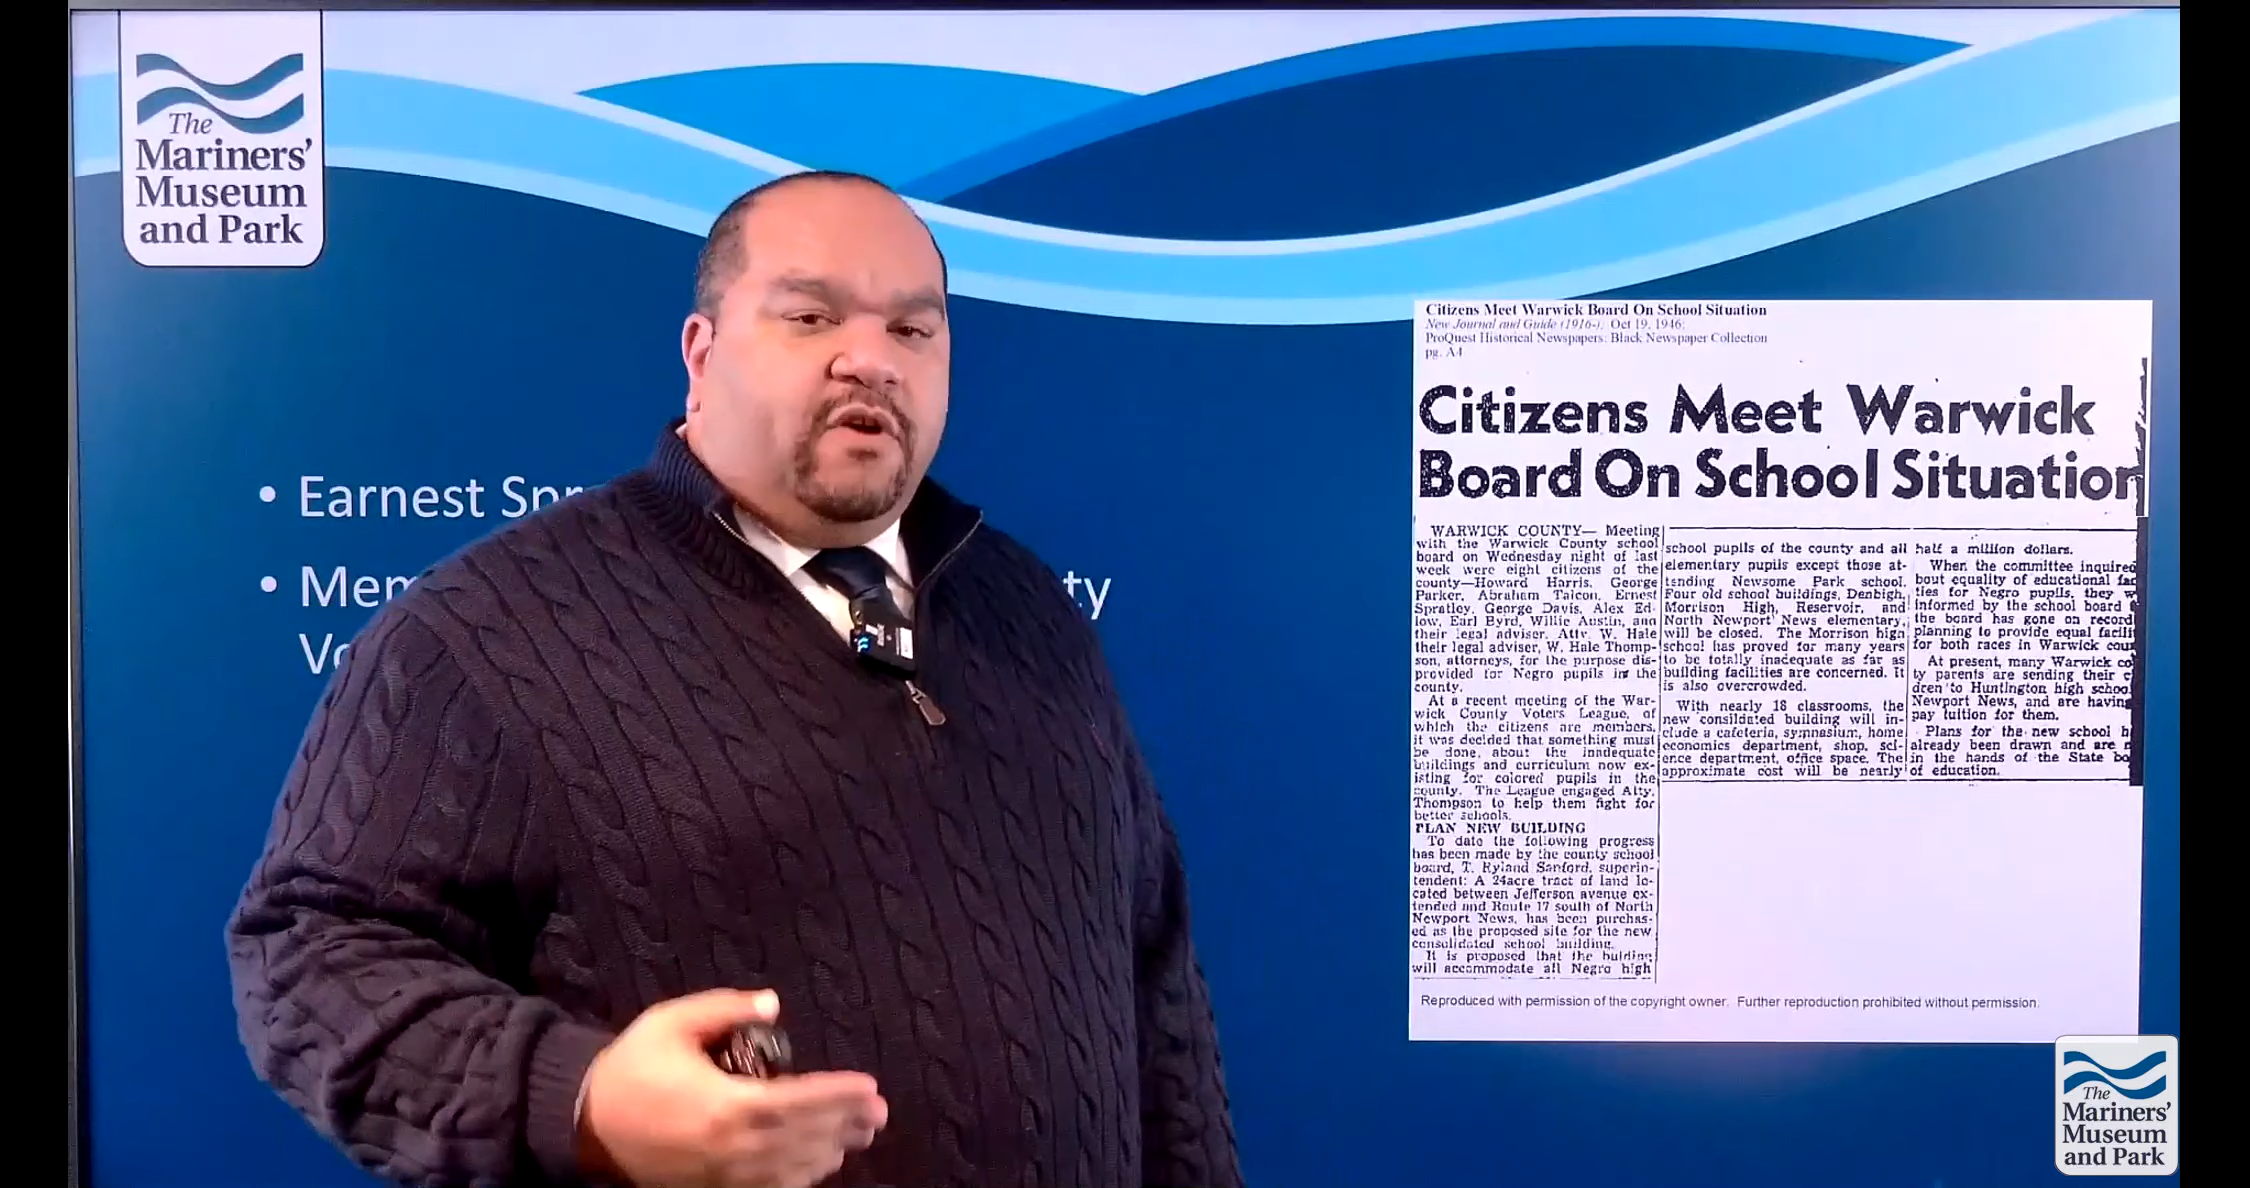 The
Mariners'
Museum
and Park
• Earnest
•
Citizens Meet Warwick Board On School Situation
New Journal and Guide (1916-); Oct 19, 1946;
ProQuest Historical Newspapers: Black Newspaper Collection
pg. A4
Citizens Meet Warwick
Board On School Situation
WARWICK COUNTY— Meeting
with the Warwick County school
board on Wednesday night of last
week were eight citizens of the
county—Howard Harris, George
Parker, Abraham Taicon, Ernest
Spratley, George Davis, Alex Ed-
low, Earl Byrd, Willie Austin, and
their legal adviser, Atty. W. Hale
their legal adviser, W. Hale Thomp-
son, attorneys, for the purpose dis-
provided for Negro pupils in the
county.
At a recent meeting of the War-
wick County Voters League, of
which the citizens are members,
it was decided that something must
be done, about the inadequate
buildings and curriculum now ex-
isting for colored pupils in the
county. The League engaged Atty.
Thompson to help them fight for
better schools.
PLAN NEW BUILDING
To date the following progress
has been made by the county school
board, T. Ryland Sanford, superin-
tendent: A 24acre tract of land lo-
cated between Jefferson avenue ex-
tended and Route 17 south of North
Newport News, has been purchas-
ed as the proposed site for the new
consolidated school building.
It is proposed that the building
will accommodate all Negro high
school pupils of the county and all
elementary pupils except those at-
tending Newsome Park school.
Four old school buildings, Denbigh,
Morrison High, Reservoir, and
North Newport News elementary,
will be closed. The Morrison high
school has proved for many years
to be totally inadequate as far as
building facilities are concerned. It
is also overcrowded.
With nearly 18 classrooms, the
new consilidated building will in-
clude a cafeteria, gymnasium, home
economics department, shop, sci-
ence department, office space. The
approximate cost will be nearly
half a million dollars.
When the committee inquired
bout equality of educational fac
ties for Negro pupils, they w
informed by the school board
the board has gone on record
planning to provide equal facili
for both races in Warwick coun
At present, many Warwick co
ty parents are sending their c
dren to Huntington high school
Newport News, and are having
pay tuition for them.
Plans for the new school h
already been drawn and are n
in the hands of the State bo
of education.
Reproduced with permission of the copyright owner. Further reproduction prohibited without permission.
The
Mariners'
Museum
and Park